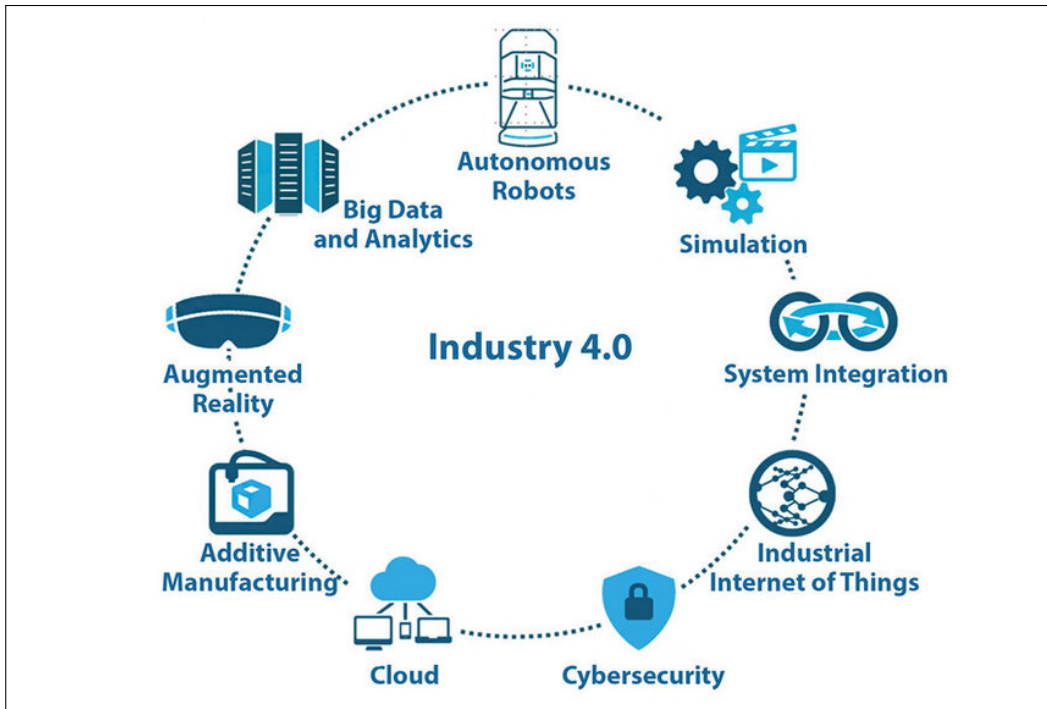 Autonomous
Robots
Big Data
and Analytics
Simulation
Industry 4.0
Augmented
Reality
System Integration
Additive
Manufacturing
Industrial
Internet of Things
Cloud
Cybersecurity